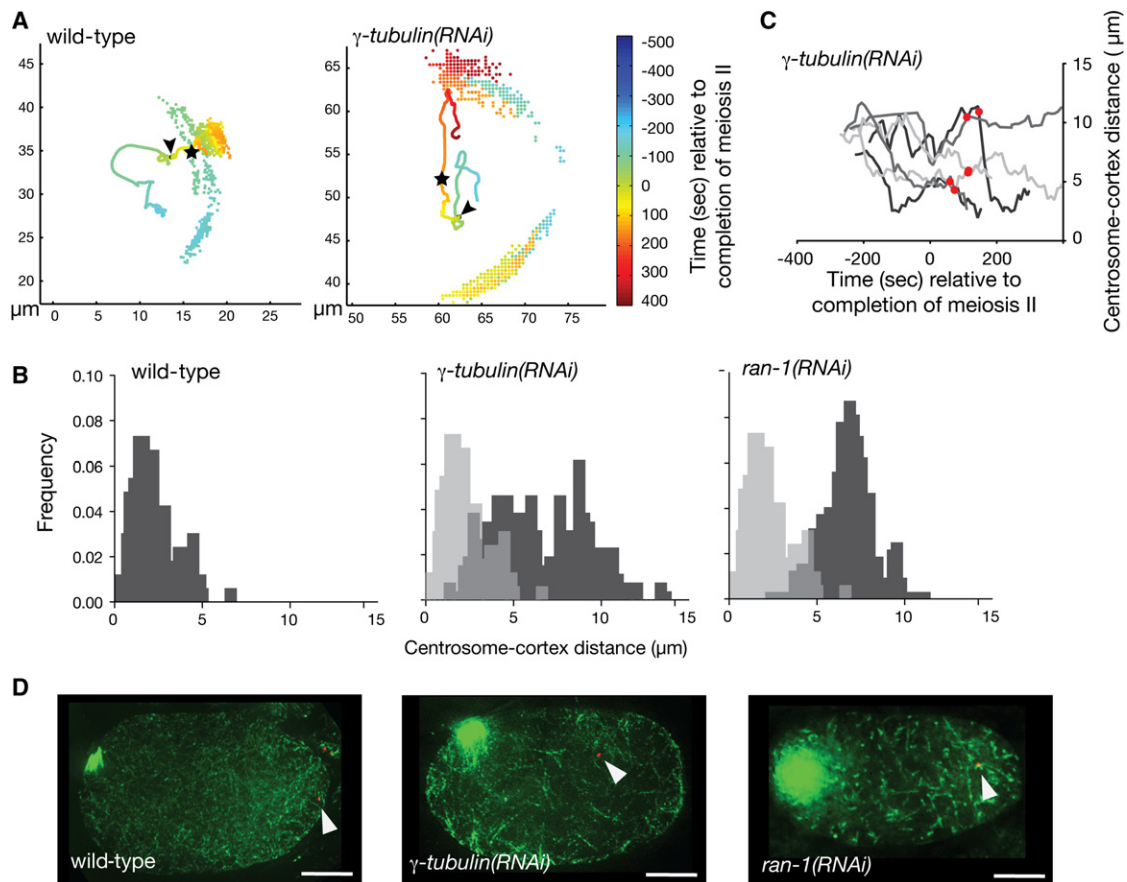 A
wild-type
γ-tubulin(RNAi)
45
40
35
30
25
22
µm
0 5 10 15 20 25 30
65
60
55
50
45
40
µm
50 55 60 65 70 75
-500
-400
-300
-200
-100
0
100
200
300
400
Time (sec) relative to
completion of meiosis II
C
γ-tubulin(RNAi)
15
10
5
0
Centrosome-cortex distance ( µm)
-400 -200 0 200
Time (sec) relative to
completion of meiosis II
B
wild-type
γ-tubulin(RNAi)
ran-1(RNAi)
0.10
0.08
0.06
0.04
0.02
0.00
Frequency
0 5 10 15
0 5 10 15
0 5 10 15
Centrosome-cortex distance (µm)
D
wild-type
γ-tubulin(RNAi)
ran-1(RNAi)